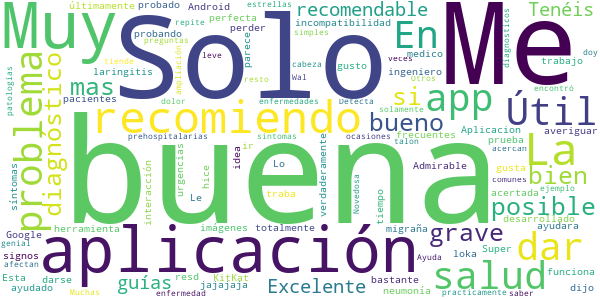 últimamente probado Android estrellas Tenéis
Muy Solo Me
repite perfecta recomendable
probando perder incompatibilidad
preguntas simples En
laringitis leve parece diagnosticos
patologías problema diagnóstico mas siendo ampliación
cabeza gusto medico veces ingeniero trabajo doy
pacientes dolor Wal resto Otros encontró
enfermedades Detecta si app Útil
recomiendo bueno solamente
prehospitalarias ocasiones frecuentes Aplicacion averiguar
síntomas buena talon prueba acercan
interacción urgencias idea ir Lo Admirable La
hice verdaderamente gusta bien
Le traba Novedosa tiempo comunes ejemplo
herramienta imágenes totalmente migraña acertada posible
desarrollado
Google aplicación grave dar ayudara
genial signos loka Super funciona
Esta darse guías resd KitKat bastante Ayuda salud
afectan ayudado jajajaja Excelente neumonía dijo
Muchas enfermedad practicamente saber